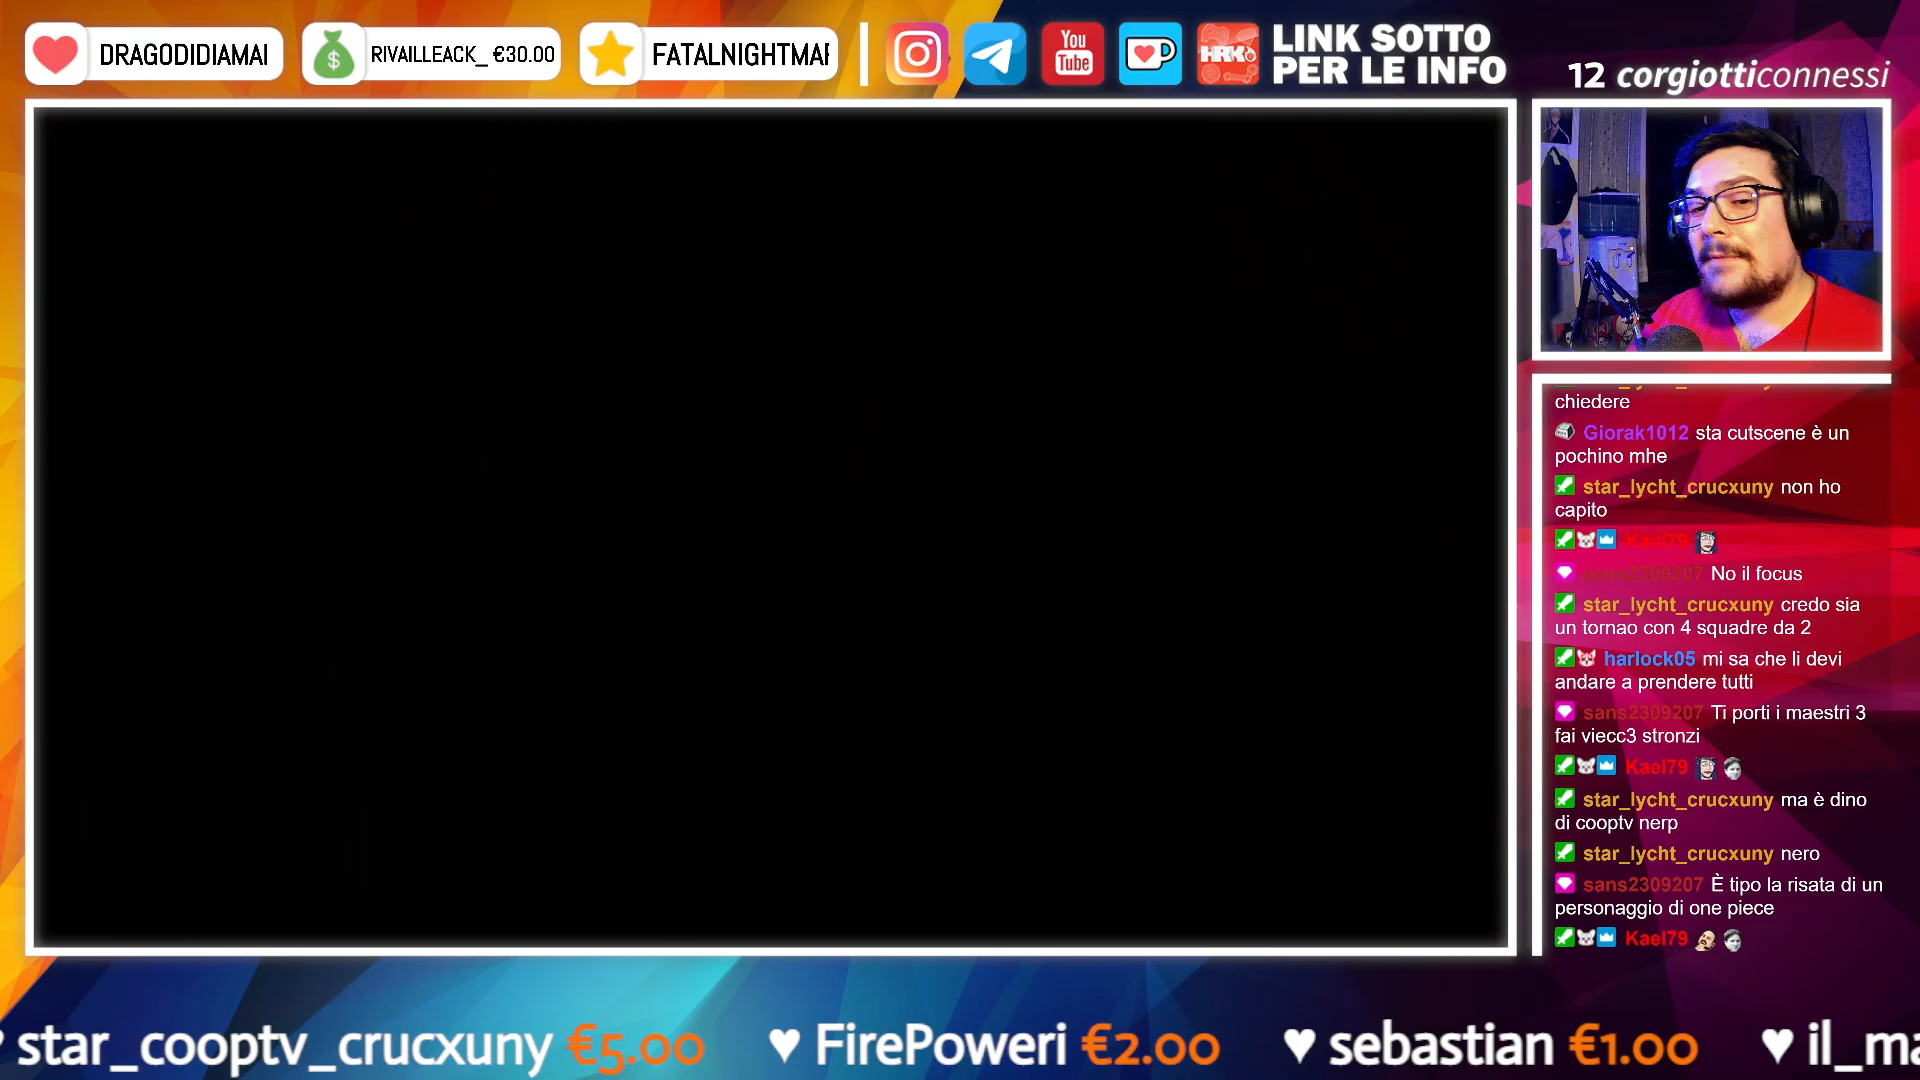 DRAGODIDIAMAI
RIVAILLEACK_ €30.00
FATALNIGHTMAR
You
Tube
HRK
LINK SOTTO
PER LE INFO
12 corgiotticonnessi
chiedere
Giorak1012 sta cutscene è un
pochino mhe
star_lycht_crucxuny non ho
capito
Kael79
sans2309207 No il focus
star_lycht_crucxuny credo sia
un tornao con 4 squadre da 2
harlock05 mi sa che li devi
andare a prendere tutti
sans2309207 Ti porti i maestri 3
fai viecc3 stronzi
Kael79
star_lycht_crucxuny ma è dino
di cooptv nerp
star_lycht_crucxuny nero
sans2309207 È tipo la risata di un
personaggio di one piece
Kael79
star_cooptv_crucxuny €5.00 ♥ FirePoweri €2.00 ♥ sebastian €1.00 ♥ il_ma